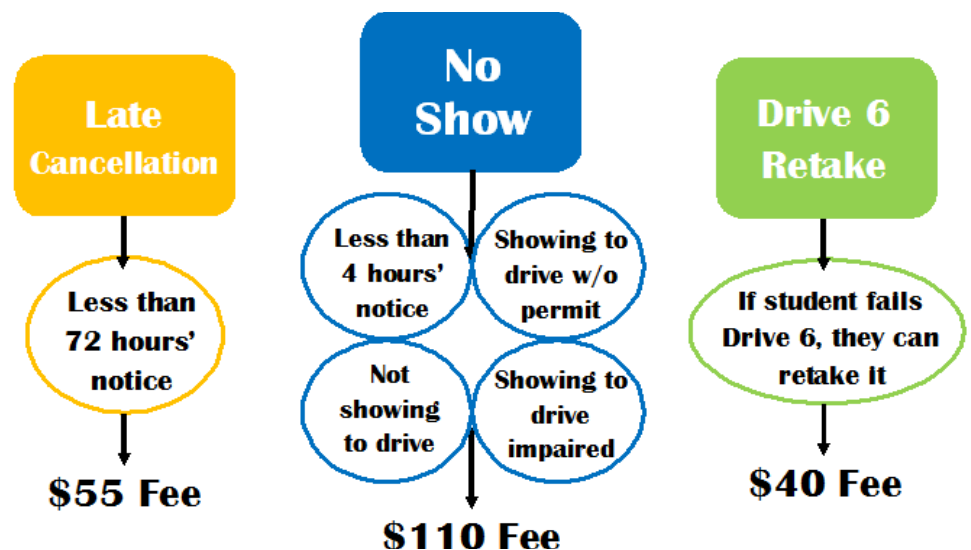 Late
Cancellation
Less than
72 hours’
notice
$55 Fee
No
Show
Less than
4 hours’
notice
Showing to
drive w/o
permit
Not
showing
to drive
Showing to
drive
impaired
$110 Fee
Drive 6
Retake
If student fails
Drive 6, they can
retake it
$40 Fee